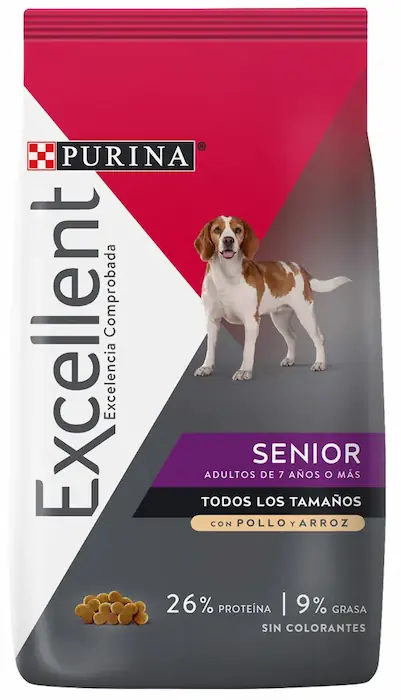 PURINA®
Excellent
Excelencia Comprobada
SENIOR
ADULTOS DE 7 AÑOS O MÁS
TODOS LOS TAMAÑOS
CON POLLO Y ARROZ
26% PROTEÍNA | 9% GRASA
SIN COLORANTES